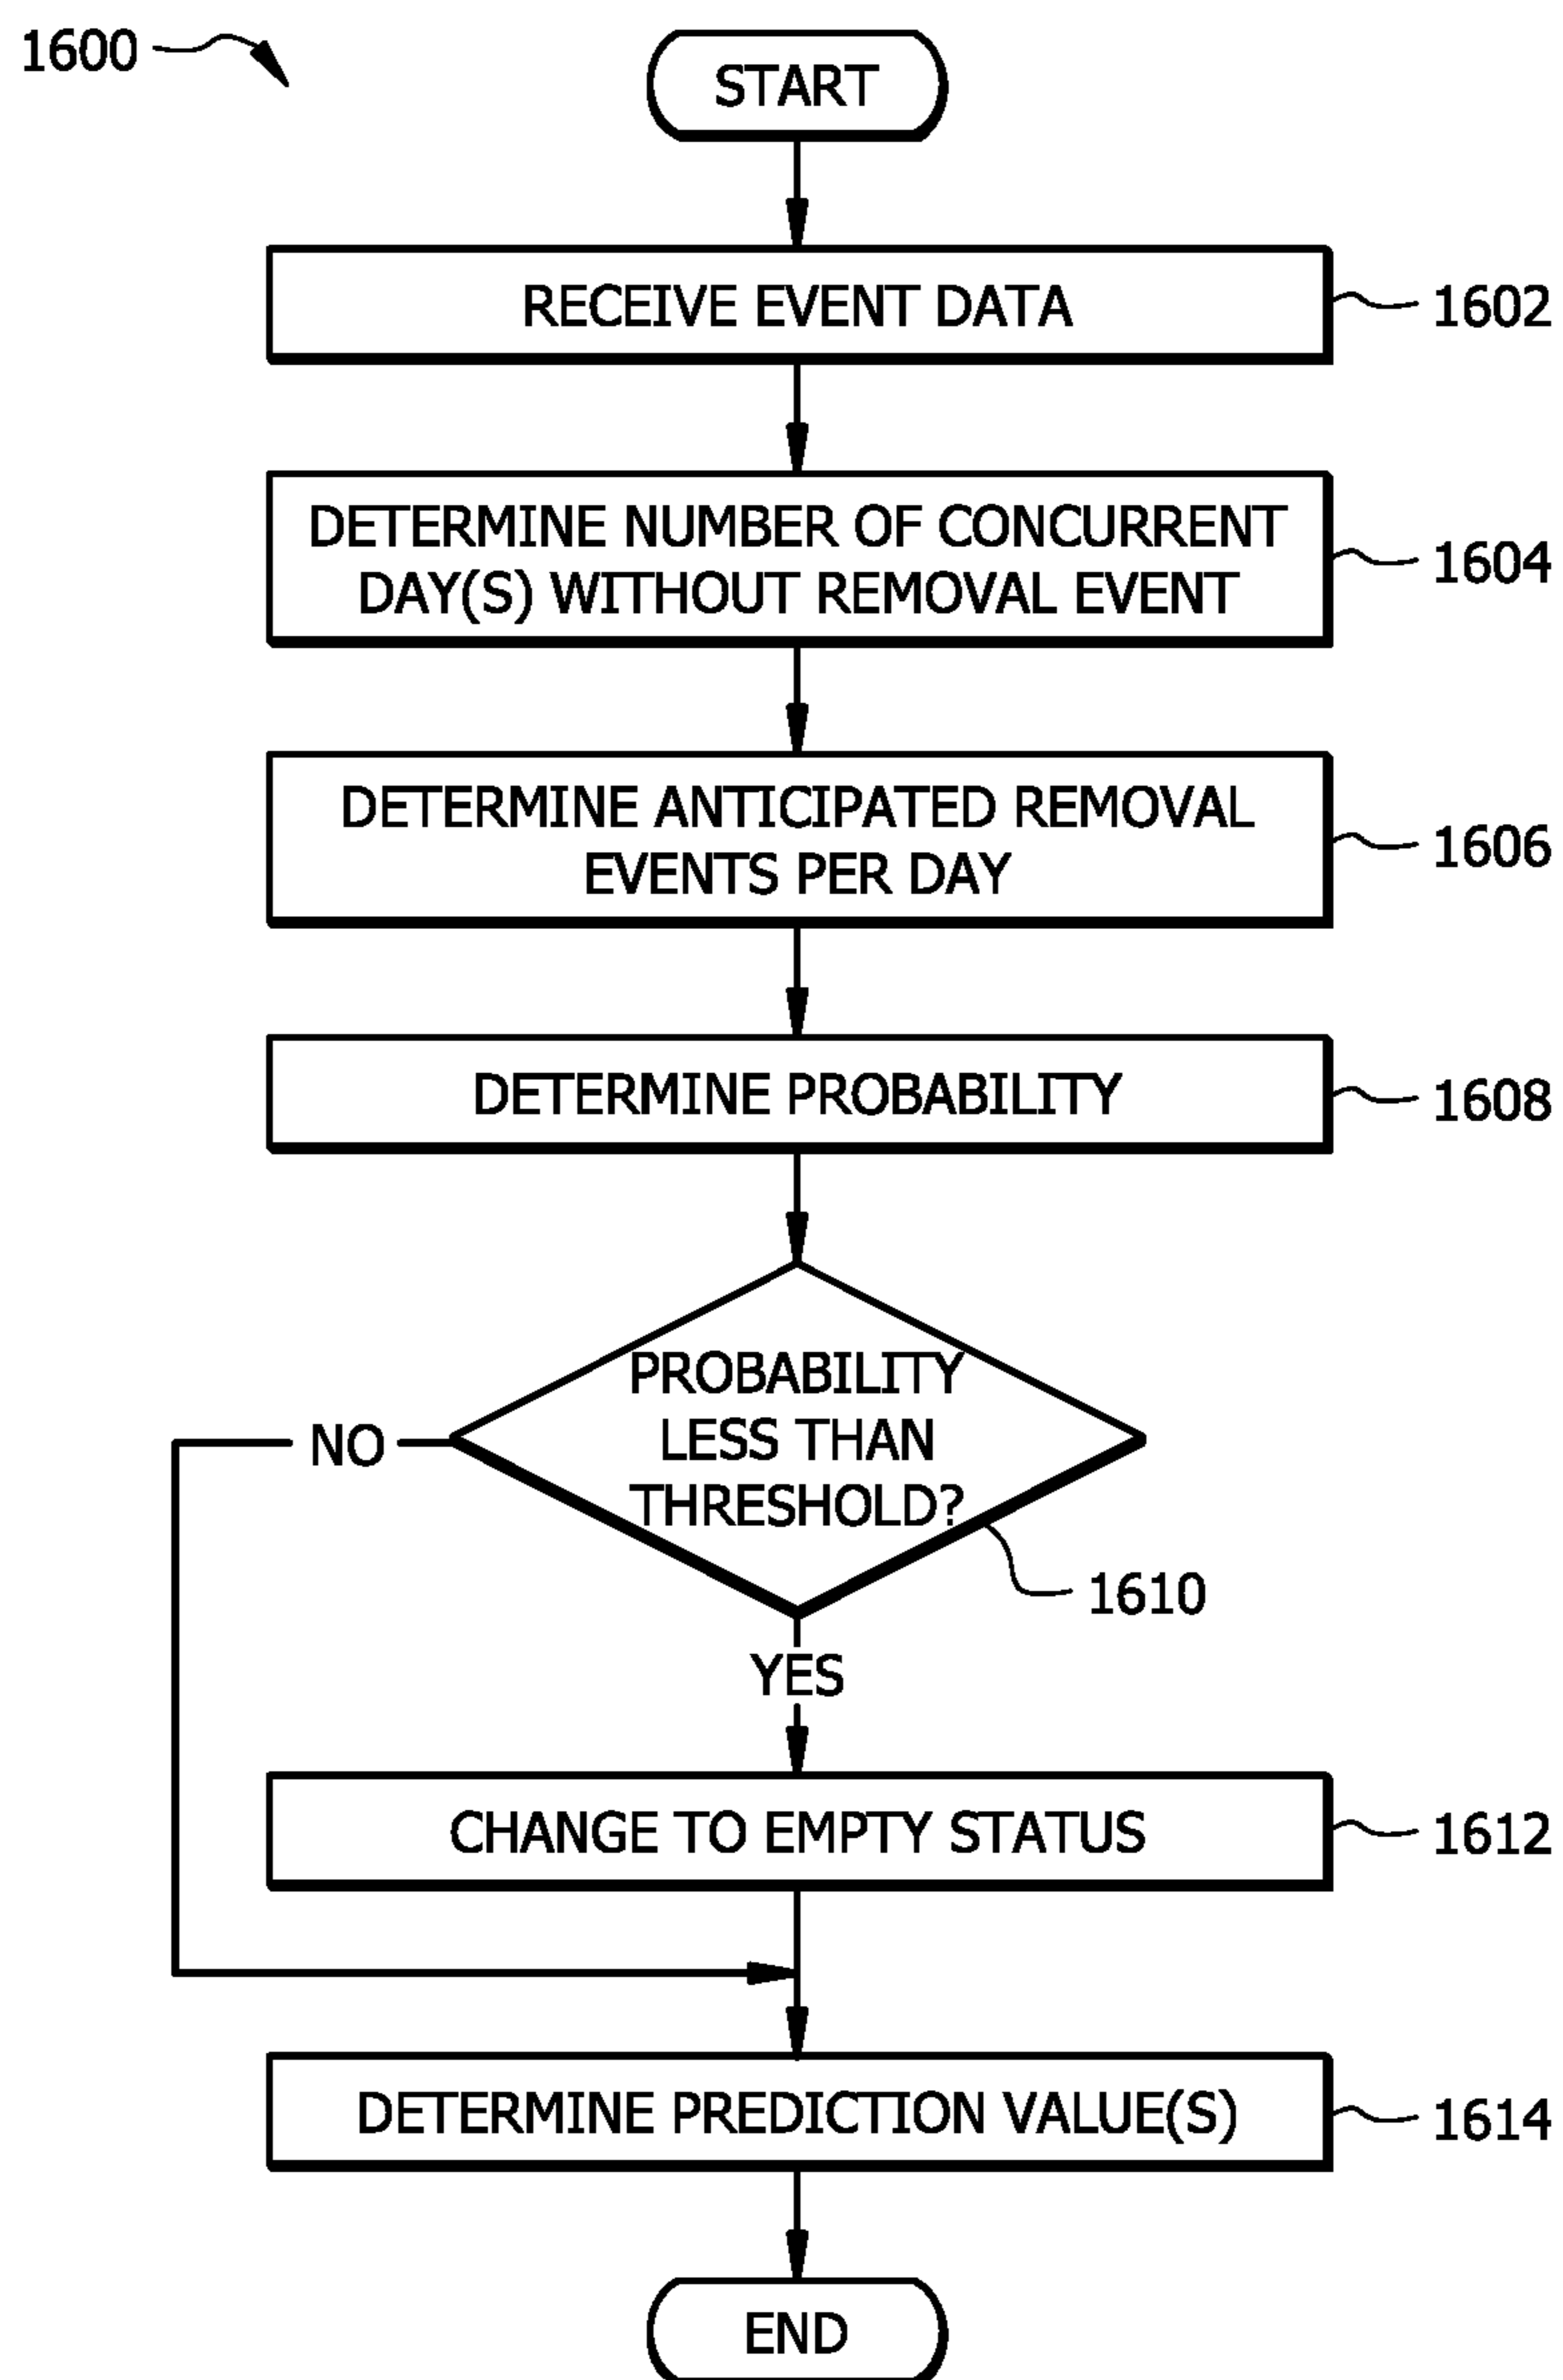 1600
START
RECEIVE EVENT DATA
1602
DETERMINE NUMBER OF CONCURRENT
DAY(S) WITHOUT REMOVAL EVENT
1604
DETERMINE ANTICIPATED REMOVAL
EVENTS PER DAY
1606
DETERMINE PROBABILITY
1608
PROBABILITY
LESS THAN
THRESHOLD?
NO
1610
YES
CHANGE TO EMPTY STATUS
1612
DETERMINE PREDICTION VALUE(S)
1614
END